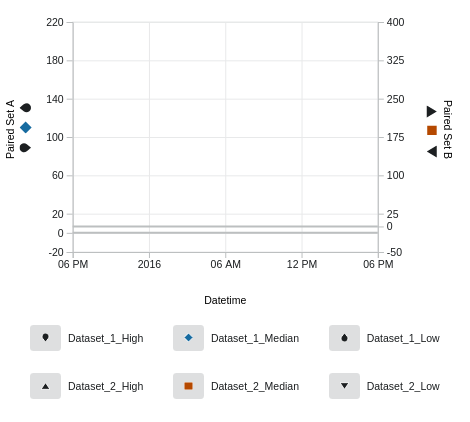 220
180
140
100
60
20
0
-20
400
325
250
175
100
25
0
-50
Paired Set A
Paired Set B
06 PM
2016
06 AM
12 PM
06 PM
Datetime
Dataset_1_High
Dataset_1_Median
Dataset_1_Low
Dataset_2_High
Dataset_2_Median
Dataset_2_Low